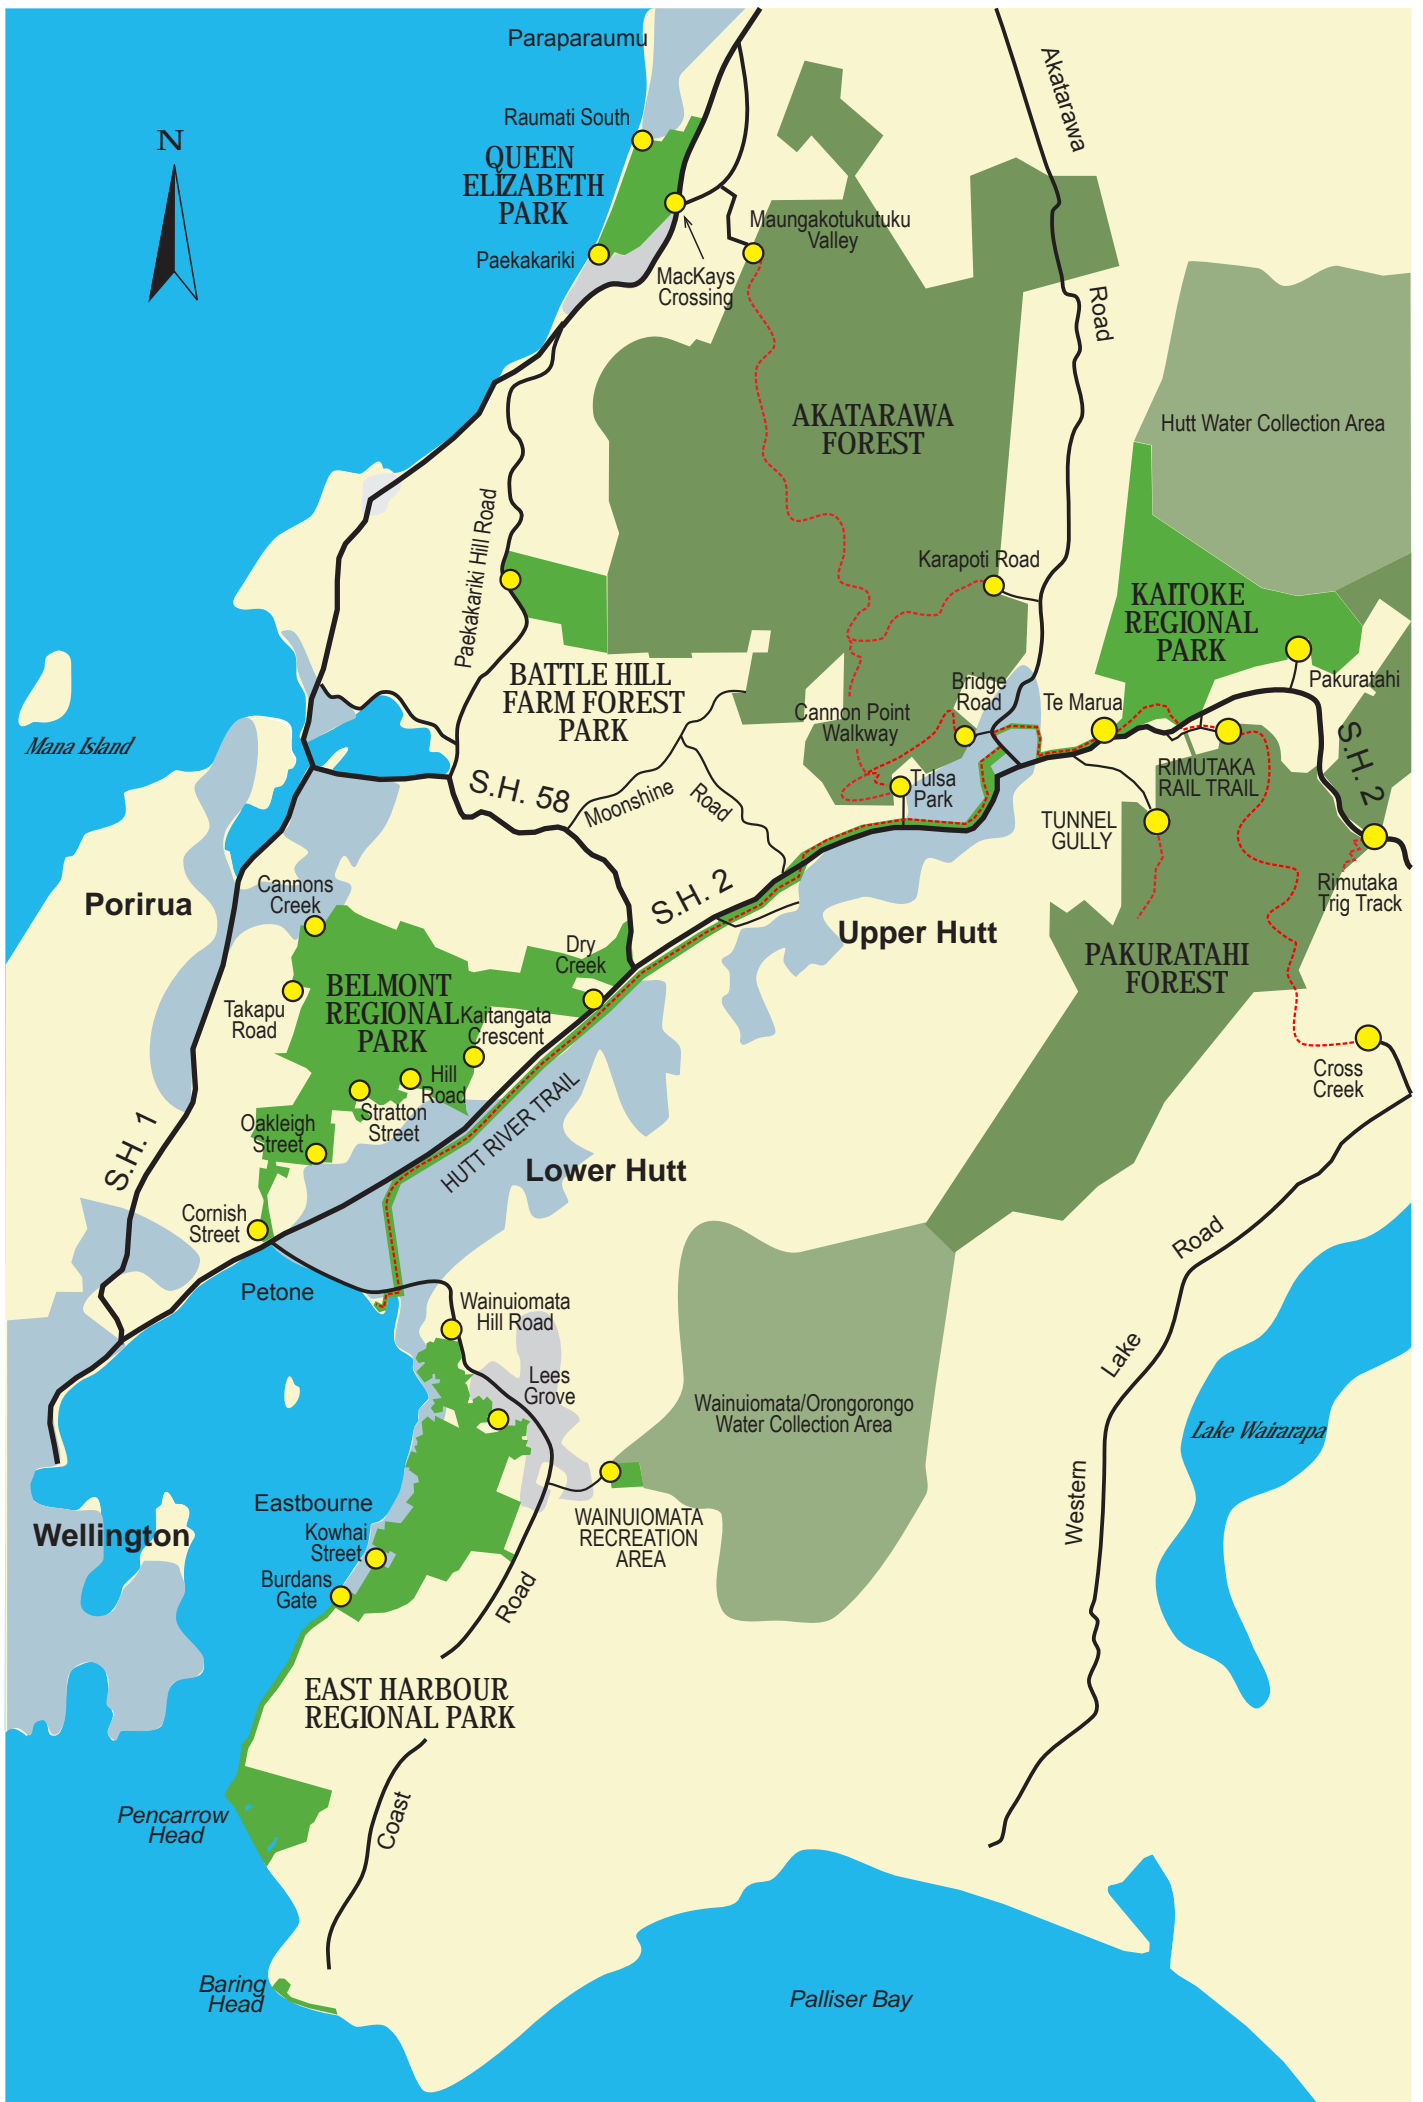 Paraparaumu
N
Raumati South
QUEEN
ELIZABETH
PARK
Paekakariki
MacKays
Crossing
Maungakotukutuku
Valley
Akatarawa
Road
AKATARAWA
FOREST
Hutt Water Collection Area
Paekakariki Hill Road
Karapoti Road
KAITOKE
REGIONAL
PARK
Pakuratahi
BATTLE HILL
FARM FOREST
PARK
Bridge
Road
Te Marua
Cannon Point
Walkway
Mana Island
S.H. 58
Moonshine
Road
Tulsa
Park
RIMUTAKA
RAIL TRAIL
S.H. 2
TUNNEL
GULLY
Rimutaka
Trig Track
Porirua
Cannons
Creek
S.H. 2
Upper Hutt
Dry
Creek
PAKURATAHI
FOREST
BELMONT
REGIONAL
PARK
Takapu
Road
Kaitangata
Crescent
Hill
Road
Stratton
Street
Cross
Creek
Oakleigh
Street
S.H. 1
HUTT RIVER TRAIL
Lower Hutt
Cornish
Street
Road
Petone
Wainuiomata
Hill Road
Lake
Lees
Grove
Wainuiomata/Orongorongo
Water Collection Area
Lake Wairarapa
Western
Eastbourne
Wellington
Kowhai
Street
WAINUIOMATA
RECREATION
AREA
Burdans
Gate
Road
EAST HARBOUR
REGIONAL PARK
Coast
Pencarrow
Head
Baring
Head
Palliser Bay